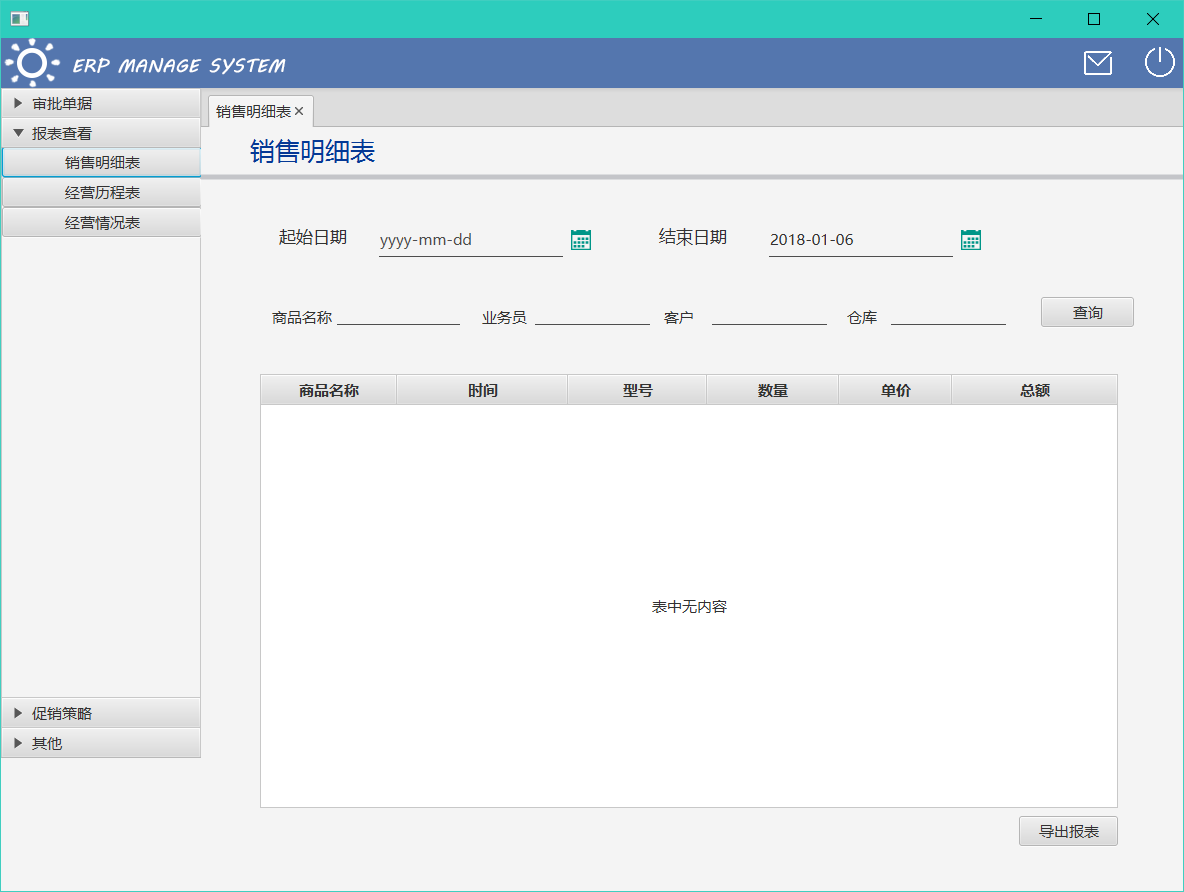 ERP MANAGE SYSTEM
审批单据
报表查看
销售明细表
经营历程表
经营情况表
促销策略
其他
销售明细表
销售明细表
起始日期 yyyy-mm-dd 结束日期 2018-01-06
商品名称 业务员 客户 仓库 查询
商品名称 时间 型号 数量 单价 总额
表中无内容
导出报表